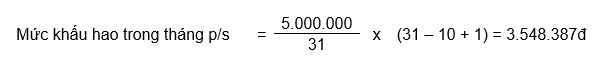 Mức khấu hao trong tháng p/s = 5.000.000 / 31 x (31 – 10 + 1) = 3.548.387đ